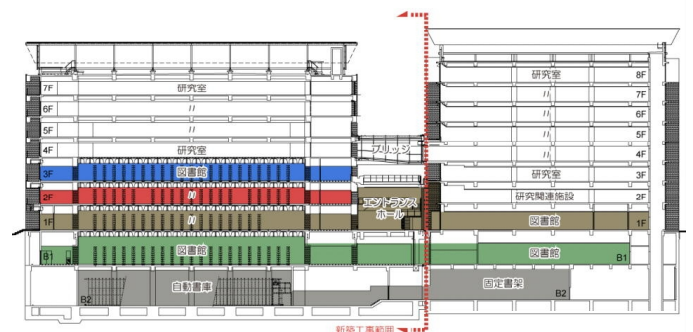 7F 研究室
6F 〃
5F 〃
4F 研究室
ブリッジ
3F 図書館
2F 〃
エントランス
ホール
1F 〃
B1 図書館
B2 自動書庫
研究室 8F
〃 7F
〃 6F
〃 5F
〃 4F
研究室 3F
研究関連施設 2F
図書館 1F
図書館 B1
固定書架 B2
新築工事範囲